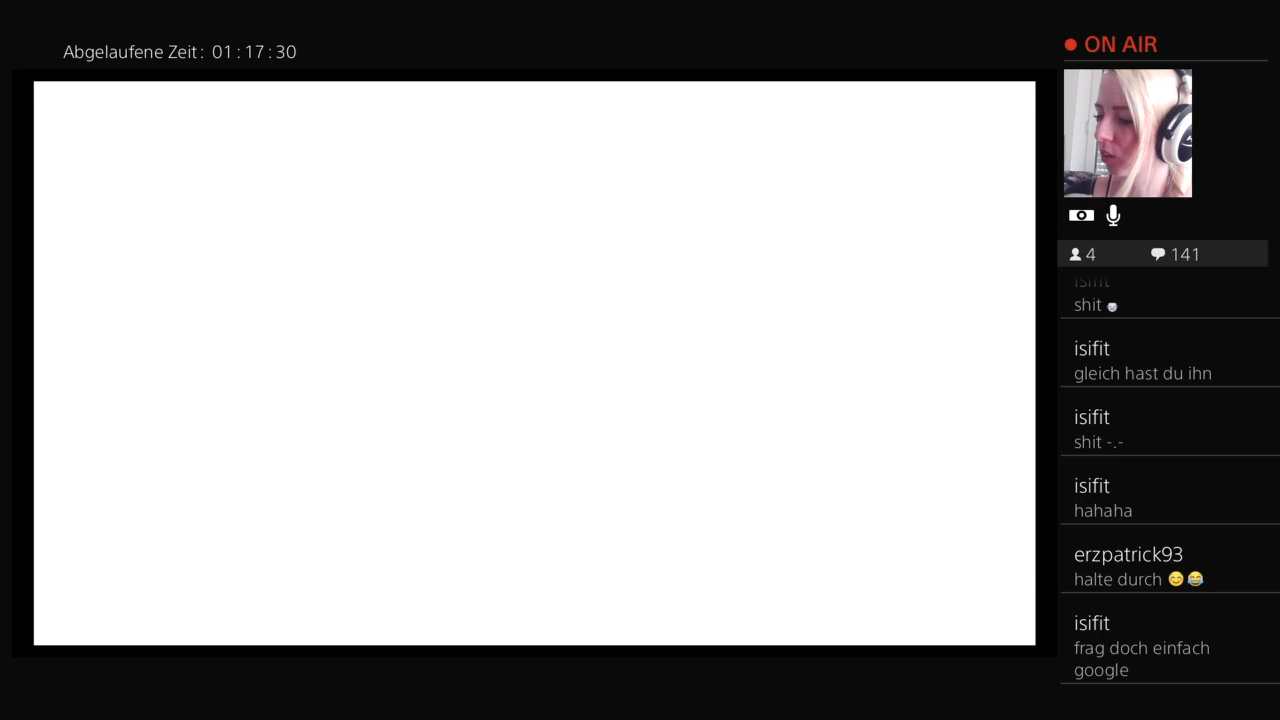 Abgelaufene Zeit: 01:17:30
ON AIR
4 141
isifit
shit
isifit
gleich hast du ihn
isifit
shit -.-
isifit
hahaha
erzpatrick93
halte durch 😊😂
isifit
frag doch einfach
google